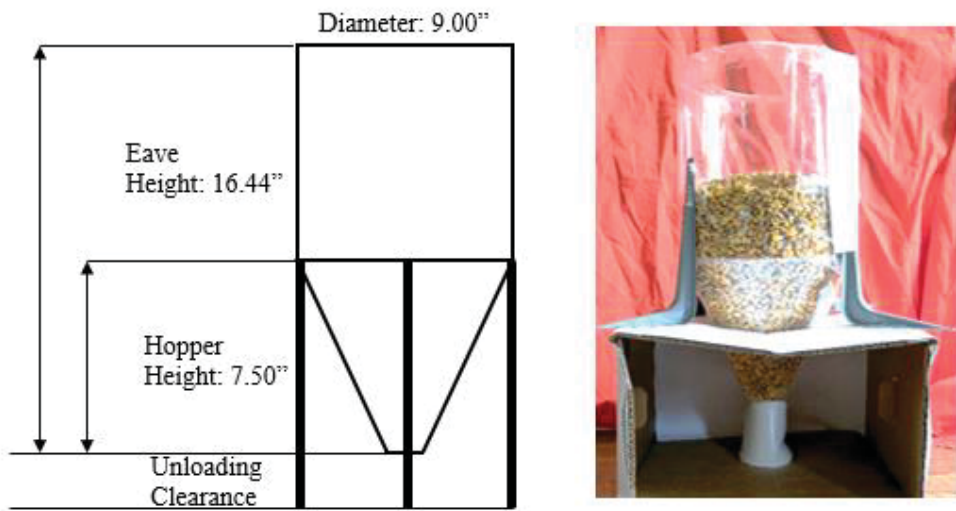 Diameter: 9.00”
Eave
Height: 16.44”
Hopper
Height: 7.50”
Unloading
Clearance